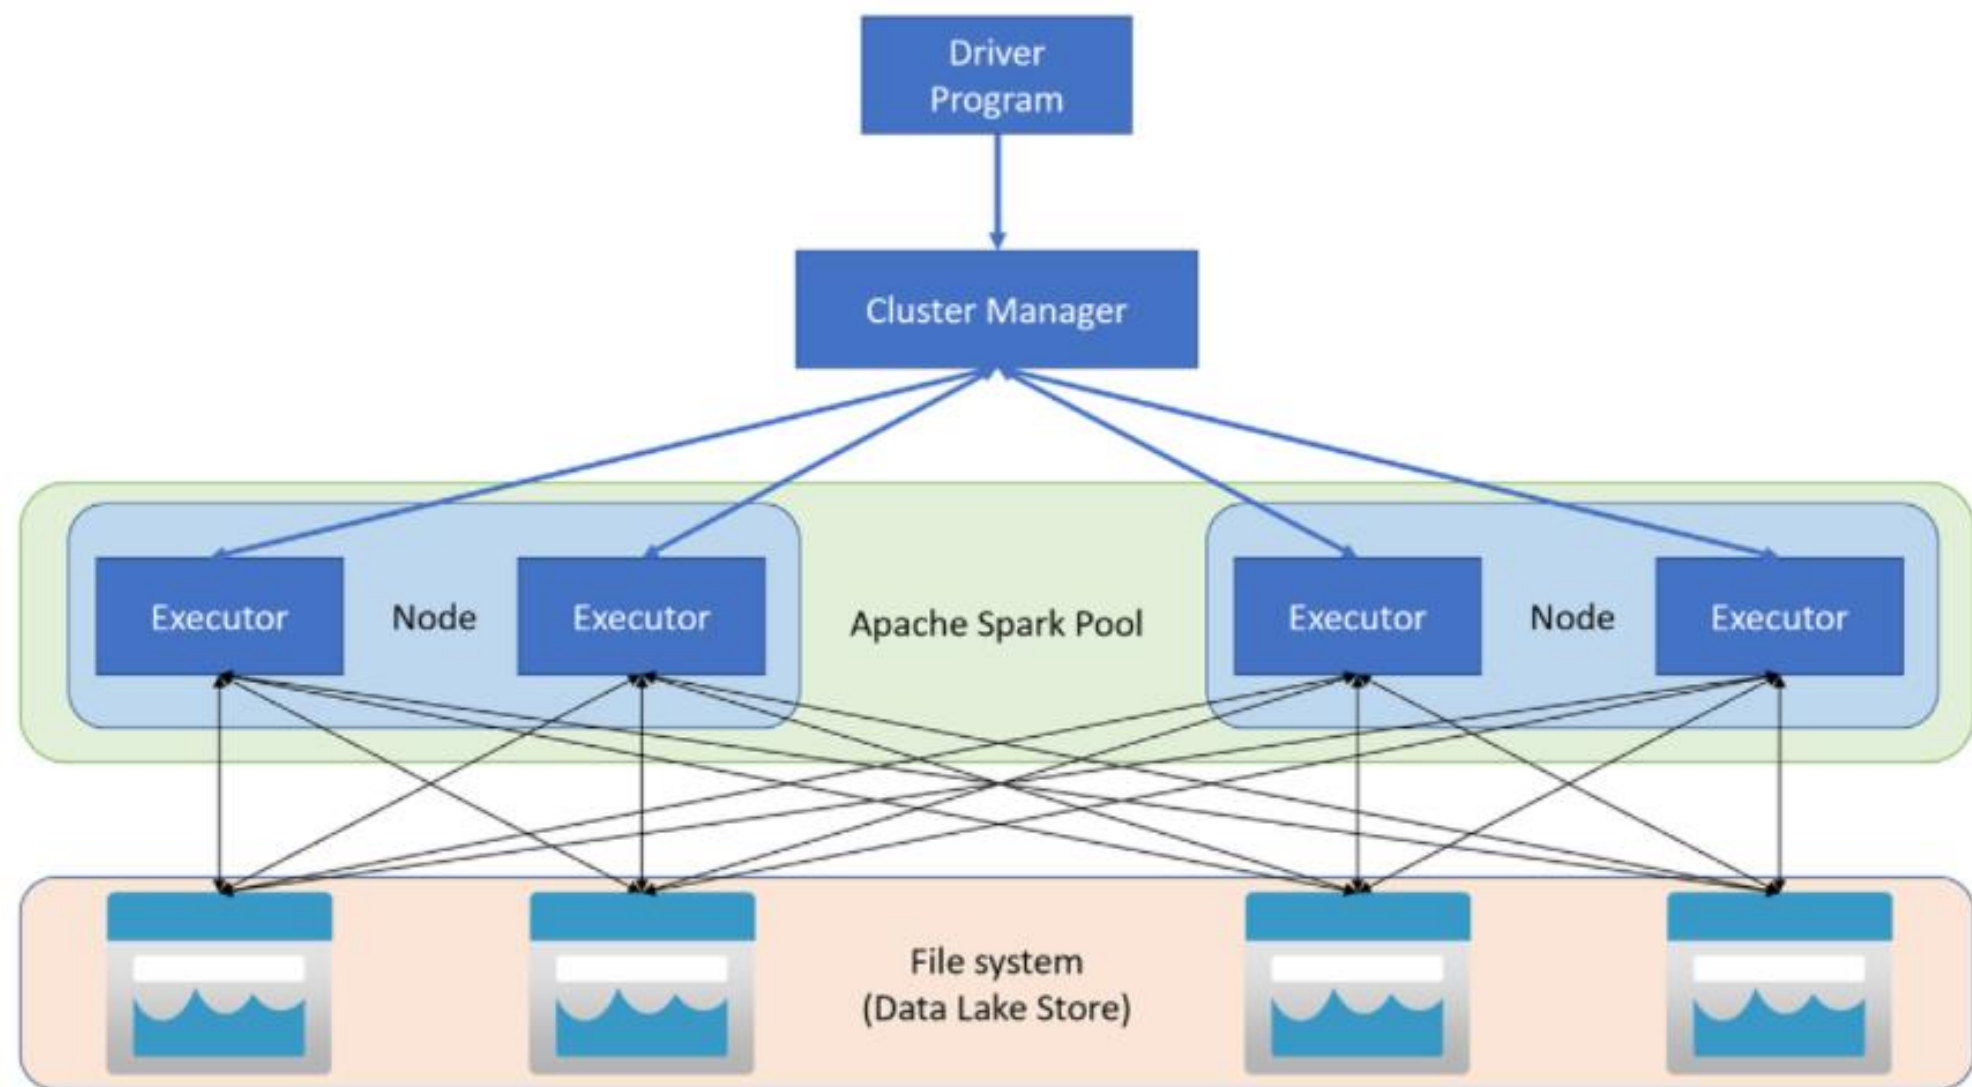 Driver
Program
Cluster Manager
Executor
Node
Executor
Apache Spark Pool
Executor
Node
Executor
File system
(Data Lake Store)